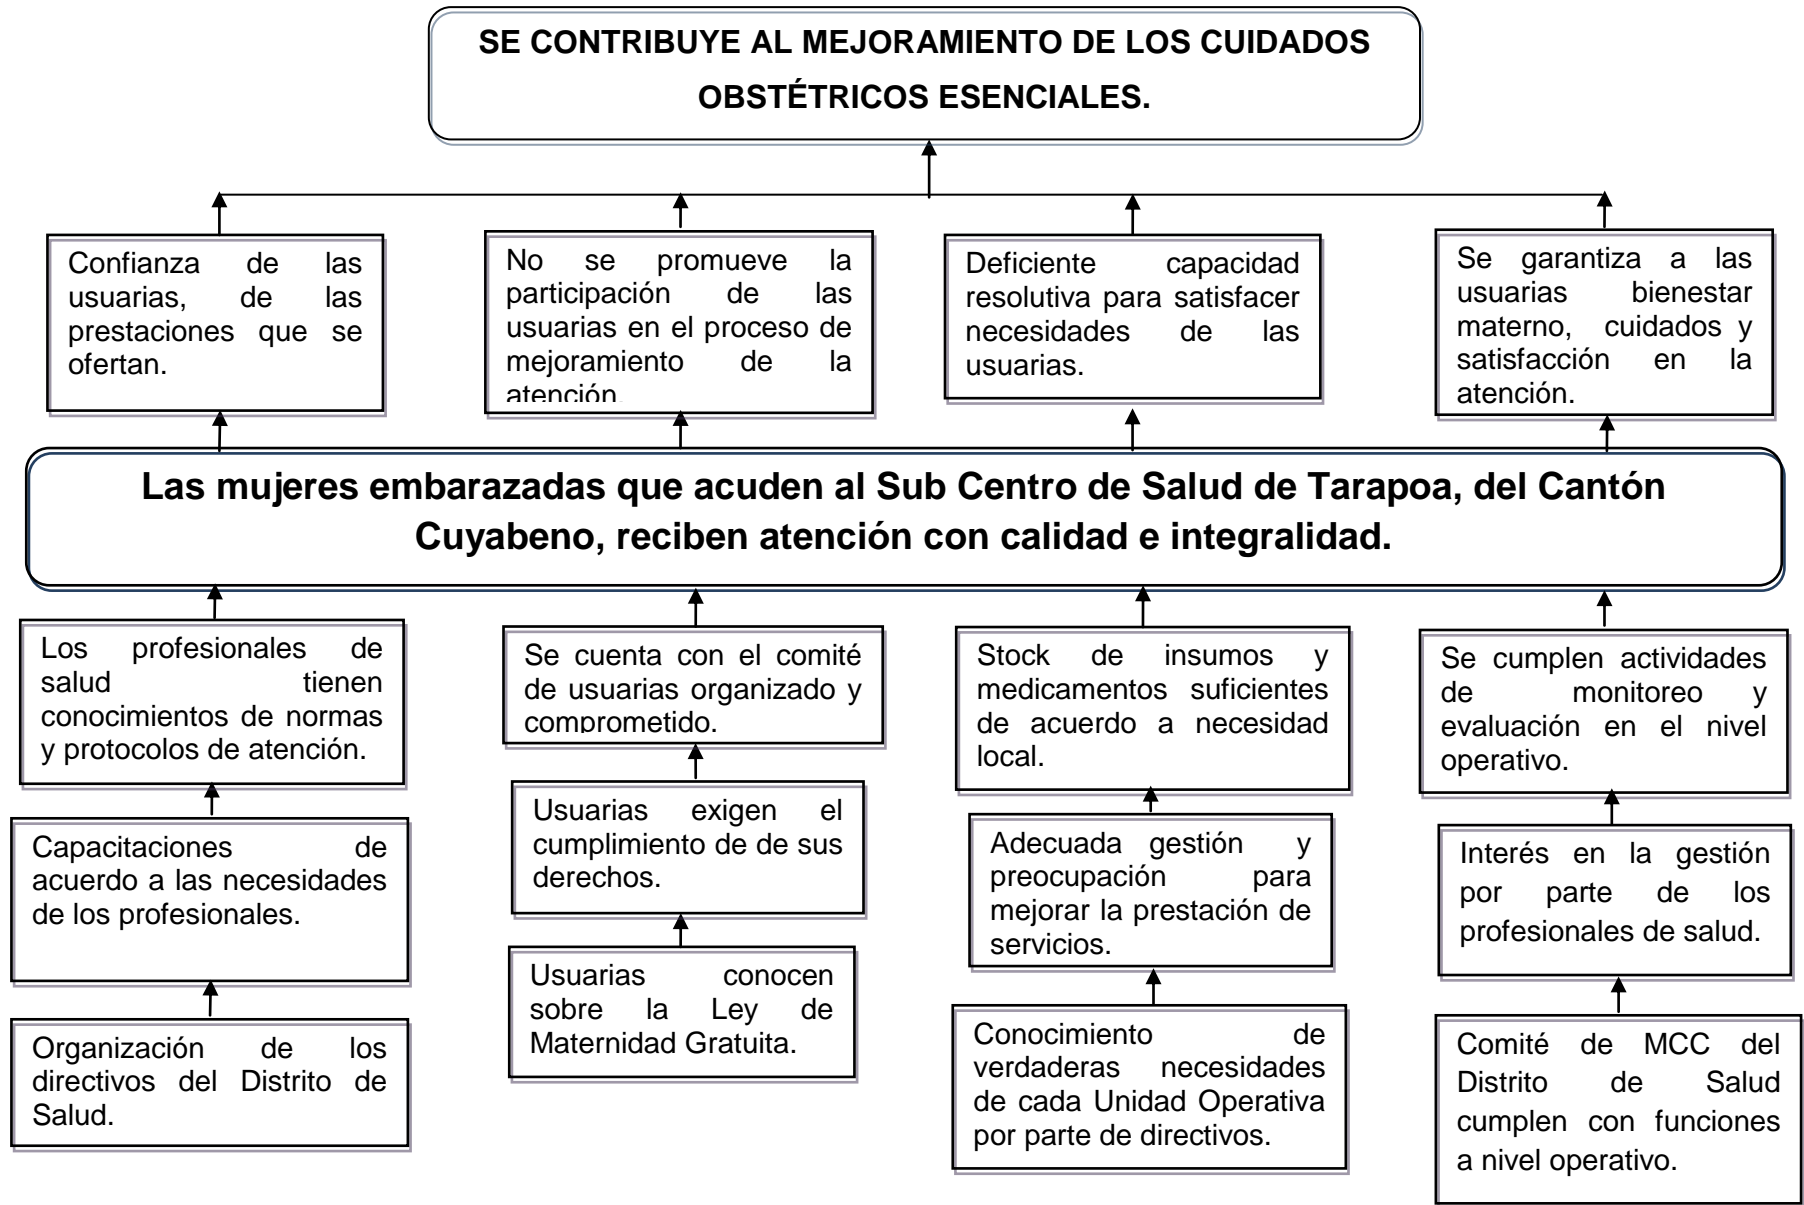 SE CONTRIBUYE AL MEJORAMIENTO DE LOS CUIDADOS
OBSTÉTRICOS ESENCIALES.
Confianza de las
usuarias, de las
prestaciones que se
ofertan.
No se promueve la
participación de las
usuarias en el proceso de
mejoramiento de la
atención.
Deficiente capacidad
resolutiva para satisfacer
necesidades de las
usuarias.
Se garantiza a las
usuarias bienestar
materno, cuidados y
satisfacción en la
atención.
Las mujeres embarazadas que acuden al Sub Centro de Salud de Tarapoa, del Cantón
Cuyabeno, reciben atención con calidad e integralidad.
Los profesionales de
salud tienen
conocimientos de normas
y protocolos de atención.
Se cuenta con el comité
de usuarias organizado y
comprometido.
Stock de insumos y
medicamentos suficientes
de acuerdo a necesidad
local.
Se cumplen actividades
de monitoreo y
evaluación en el nivel
operativo.
Capacitaciones de
acuerdo a las necesidades
de los profesionales.
Usuarias exigen el
cumplimiento de de sus
derechos.
Adecuada gestión y
preocupación para
mejorar la prestación de
servicios.
Interés en la gestión
por parte de los
profesionales de salud.
Organización de los
directivos del Distrito de
Salud.
Usuarias conocen
sobre la Ley de
Maternidad Gratuita.
Conocimiento de
verdaderas necesidades
de cada Unidad Operativa
por parte de directivos.
Comité de MCC del
Distrito de Salud
cumplen con funciones
a nivel operativo.